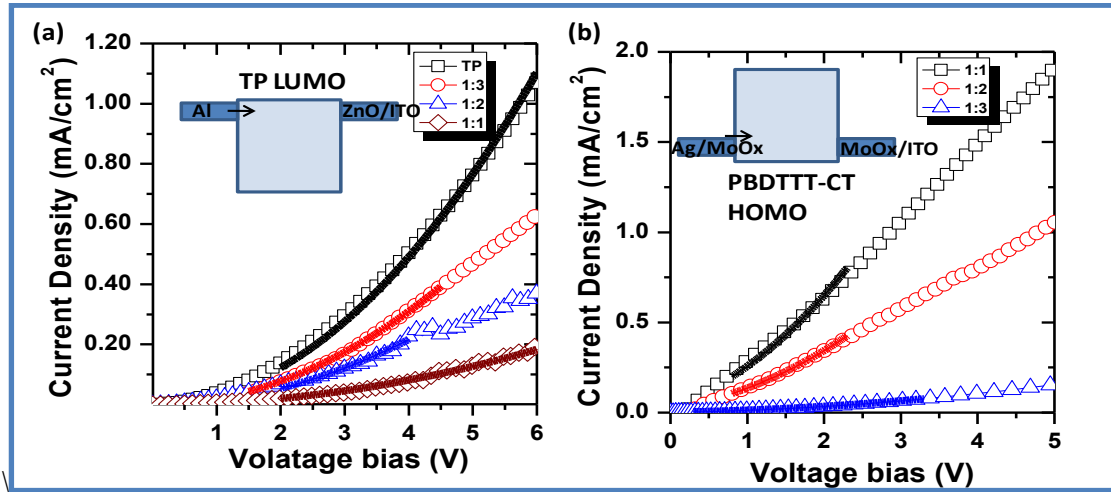 (a)
1.20
1.00
0.80
0.60
0.40
0.20
Current Density (mA/cm²)
TP LUMO
Al
ZnO/ITO
TP
1:3
1:2
1:1
0 1 2 3 4 5 6
Volatage bias (V)
(b)
2.0
1.5
1.0
0.5
0.0
Current Density (mA/cm²)
1:1
1:2
1:3
Ag/MoOx
MoOx/ITO
PBDTTT-CT
HOMO
0 1 2 3 4 5
Voltage bias (V)
\